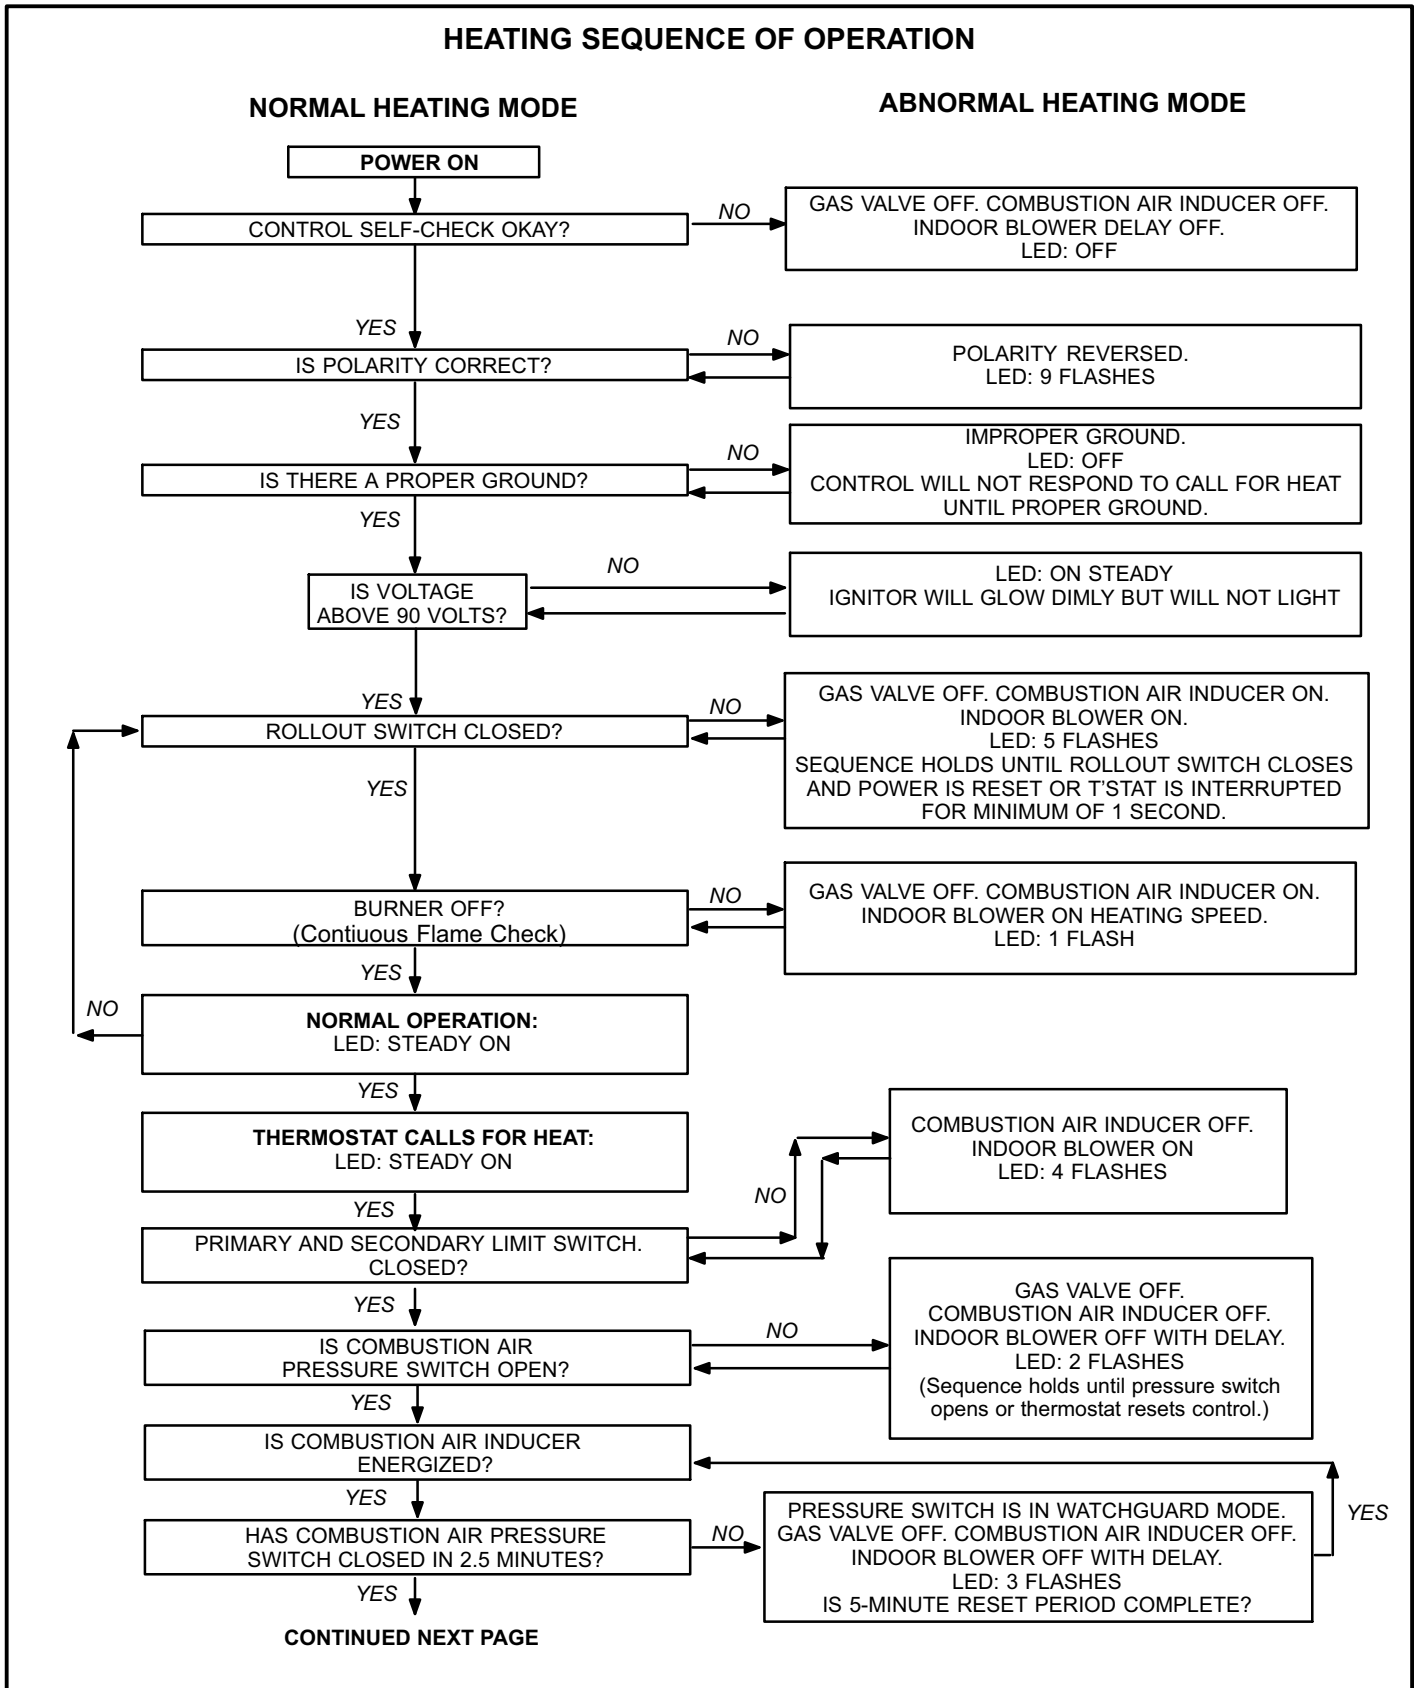 HEATING SEQUENCE OF OPERATION
NORMAL HEATING MODE
ABNORMAL HEATING MODE
POWER ON
CONTROL SELF-CHECK OKAY?
NO
GAS VALVE OFF. COMBUSTION AIR INDUCER OFF.
INDOOR BLOWER DELAY OFF.
LED: OFF
YES
IS POLARITY CORRECT?
NO
POLARITY REVERSED.
LED: 9 FLASHES
YES
IS THERE A PROPER GROUND?
NO
IMPROPER GROUND.
LED: OFF
CONTROL WILL NOT RESPOND TO CALL FOR HEAT
UNTIL PROPER GROUND.
YES
IS VOLTAGE
ABOVE 90 VOLTS?
NO
LED: ON STEADY
IGNITOR WILL GLOW DIMLY BUT WILL NOT LIGHT
YES
ROLLOUT SWITCH CLOSED?
NO
GAS VALVE OFF. COMBUSTION AIR INDUCER ON.
INDOOR BLOWER ON.
LED: 5 FLASHES
SEQUENCE HOLDS UNTIL ROLLOUT SWITCH CLOSES
AND POWER IS RESET OR T'STAT IS INTERRUPTED
FOR MINIMUM OF 1 SECOND.
YES
BURNER OFF?
(Contiuous Flame Check)
NO
GAS VALVE OFF. COMBUSTION AIR INDUCER ON.
INDOOR BLOWER ON HEATING SPEED.
LED: 1 FLASH
YES
NO
NORMAL OPERATION:
LED: STEADY ON
YES
THERMOSTAT CALLS FOR HEAT:
LED: STEADY ON
COMBUSTION AIR INDUCER OFF.
INDOOR BLOWER ON
LED: 4 FLASHES
NO
YES
PRIMARY AND SECONDARY LIMIT SWITCH.
CLOSED?
YES
IS COMBUSTION AIR
PRESSURE SWITCH OPEN?
NO
GAS VALVE OFF.
COMBUSTION AIR INDUCER OFF.
INDOOR BLOWER OFF WITH DELAY.
LED: 2 FLASHES
(Sequence holds until pressure switch
opens or thermostat resets control.)
YES
IS COMBUSTION AIR INDUCER
ENERGIZED?
YES
HAS COMBUSTION AIR PRESSURE
SWITCH CLOSED IN 2.5 MINUTES?
NO
PRESSURE SWITCH IS IN WATCHGUARD MODE.
GAS VALVE OFF. COMBUSTION AIR INDUCER OFF.
INDOOR BLOWER OFF WITH DELAY.
LED: 3 FLASHES
IS 5-MINUTE RESET PERIOD COMPLETE?
YES
YES
CONTINUED NEXT PAGE